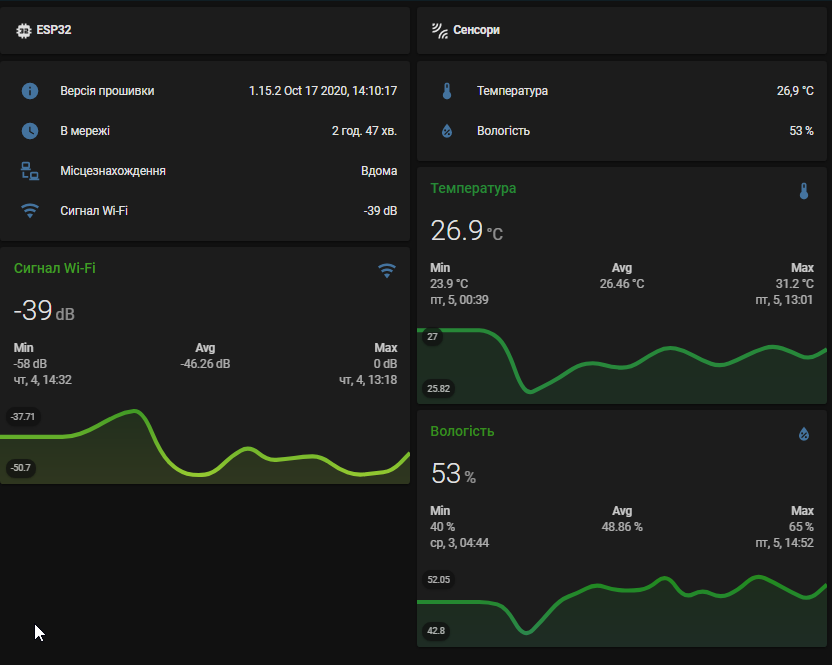 ESP32
Версія прошивки 1.15.2 Oct 17 2020, 14:10:17
В мережі 2 год. 47 хв.
Місцезнаходження Вдома
Сигнал Wi-Fi -39 dB
Сигнал Wi-Fi
-39 dB
Min Avg Max
-58 dB -46.26 dB 0 dB
чт, 4, 14:32 чт, 4, 13:18
-37.71
-50.7
Сенсори
Температура 26,9 °C
Вологість 53 %
Температура
26.9 °C
Min Avg Max
23.9 °C 26.46 °C 31.2 °C
пт, 5, 00:39 пт, 5, 13:01
27
25.82
Вологість
53 %
Min Avg Max
40 % 48.86 % 65 %
ср, 3, 04:44 пт, 5, 14:52
52.05
42.8